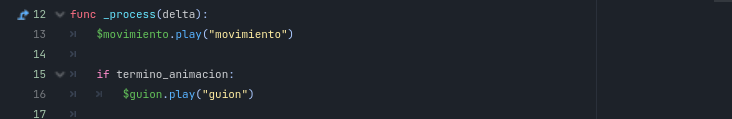 12 func _process(delta):
13 $movimiento.play("movimiento")
14
15 if termino_animacion:
16 $guion.play("guion")
17